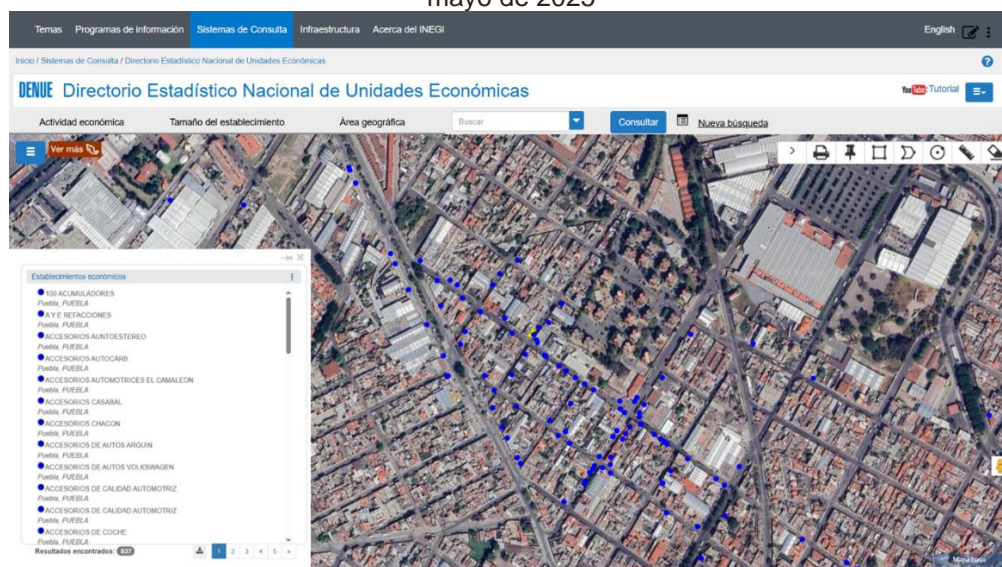 mayo de 2025
Temas Programas de información Sistemas de Consulta Infraestructura Acerca del INEGI English
Inicio / Sistemas de Consulta / Directorio Estadístico Nacional de Unidades Económicas
DENUE Directorio Estadístico Nacional de Unidades Económicas YouTube:Tutorial
Actividad económica Tamaño del establecimiento Área geográfica Buscar Consultar Nueva búsqueda
Ver más
Establecimientos económicos
100 ACUMULADORES
Puebla, PUEBLA
A Y E REFACCIONES
Puebla, PUEBLA
ACCESORIOS AUNTOESTEREO
Puebla, PUEBLA
ACCESORIOS AUTOCARB
Puebla, PUEBLA
ACCESORIOS AUTOMOTRICES EL CAMALEON
Puebla, PUEBLA
ACCESORIOS CASABAL
Puebla, PUEBLA
ACCESORIOS CHACON
Puebla, PUEBLA
ACCESORIOS DE AUTOS ARGUIN
Puebla, PUEBLA
ACCESORIOS DE AUTOS VOLKSWAGEN
Puebla, PUEBLA
ACCESORIOS DE CALIDAD AUTOMOTRIZ
Puebla, PUEBLA
ACCESORIOS DE CALIDAD AUTOMOTRIZ
Puebla, PUEBLA
ACCESORIOS DE COCHE
Puebla, PUEBLA
Resultados encontrados: 837 1 2 3 4 5 »
Mapa base